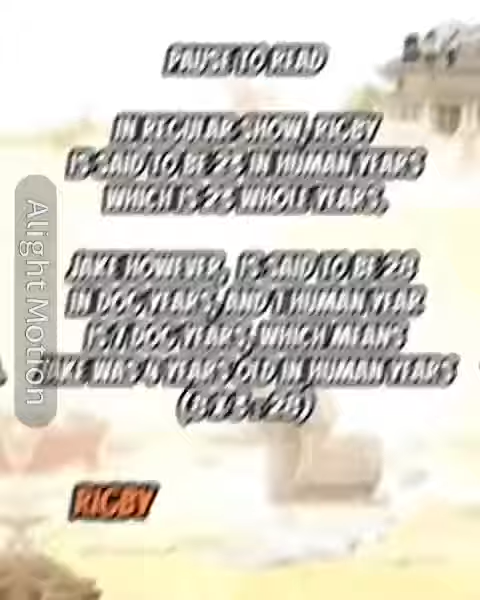 PAUSE TO READ
IN REGULAR SHOW, RIGBY
IS SAID TO BE 23 IN HUMAN YEARS
WHICH IS 23 WHOLE YEARS.
JAKE HOWEVER, IS SAID TO BE 28
IN DOG YEARS, AND 1 HUMAN YEAR
IS 7 DOG YEARS, WHICH MEANS
JAKE WAS 4 YEARS OLD IN HUMAN YEARS
RIGBY
Alight Motion